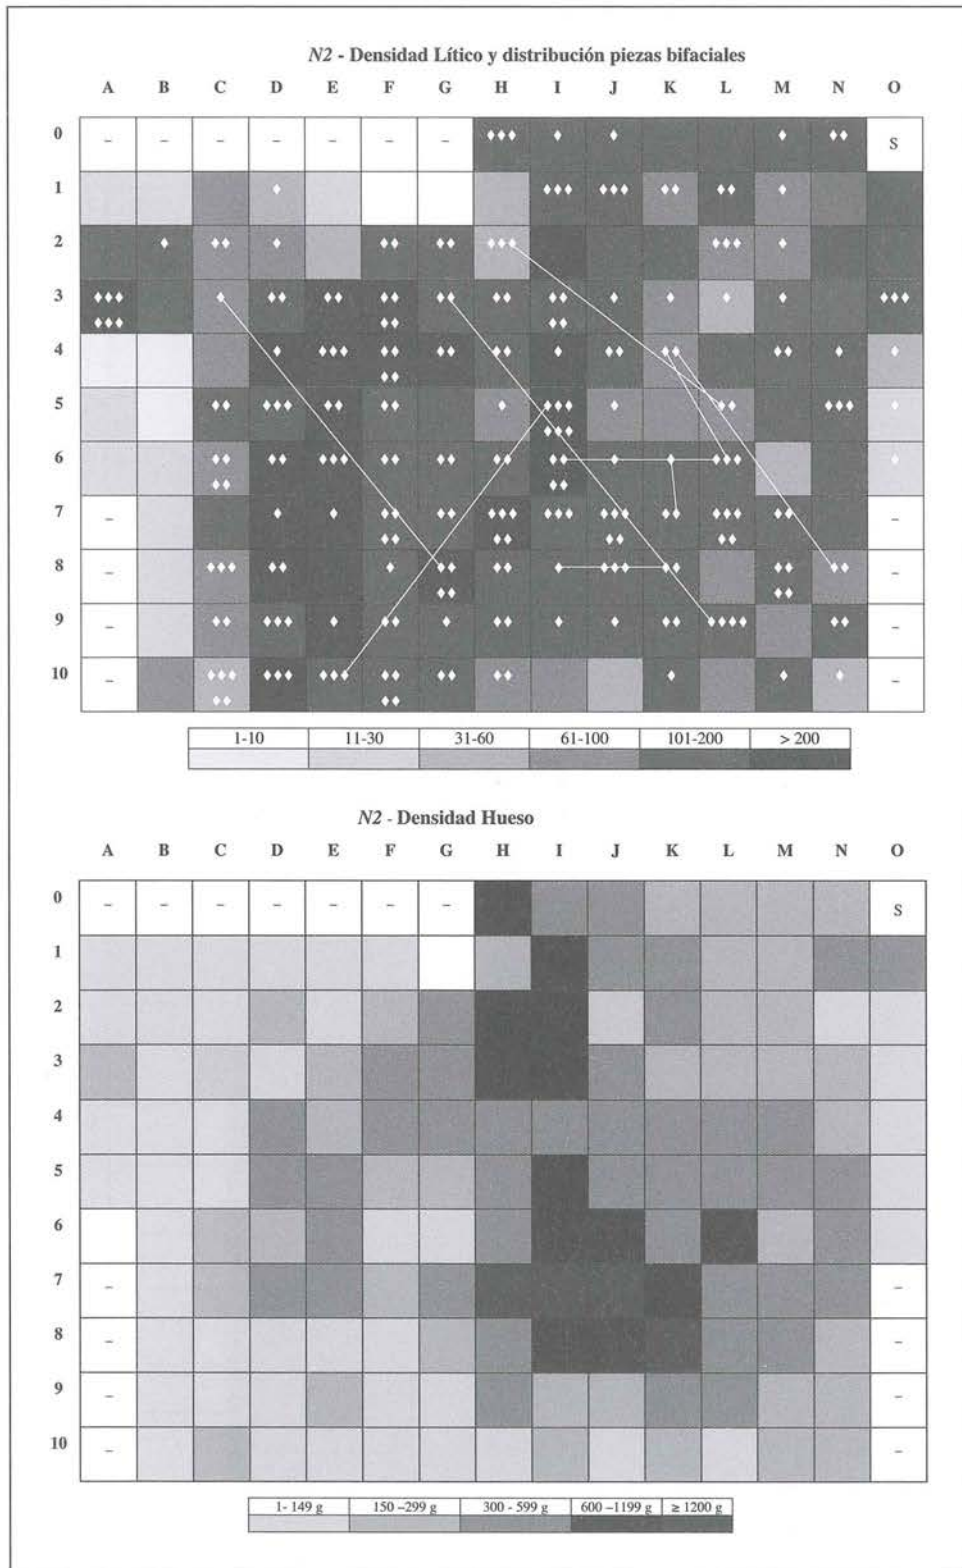 N2 - Densidad Lítico y distribución piezas bifaciales
A B C D E F G H I J K L M N O
0 – – – – – – – S
1
2
3
4
5
6
7 – –
8 – –
9 – –
10 – –
1-10 11-30 31-60 61-100 101-200 > 200
N2 - Densidad Hueso
A B C D E F G H I J K L M N O
0 – – – – – – – S
1
2
3
4
5
6
7 – –
8 – –
9 – –
10 – –
1- 149 g 150 –299 g 300 - 599 g 600 –1199 g ≥ 1200 g